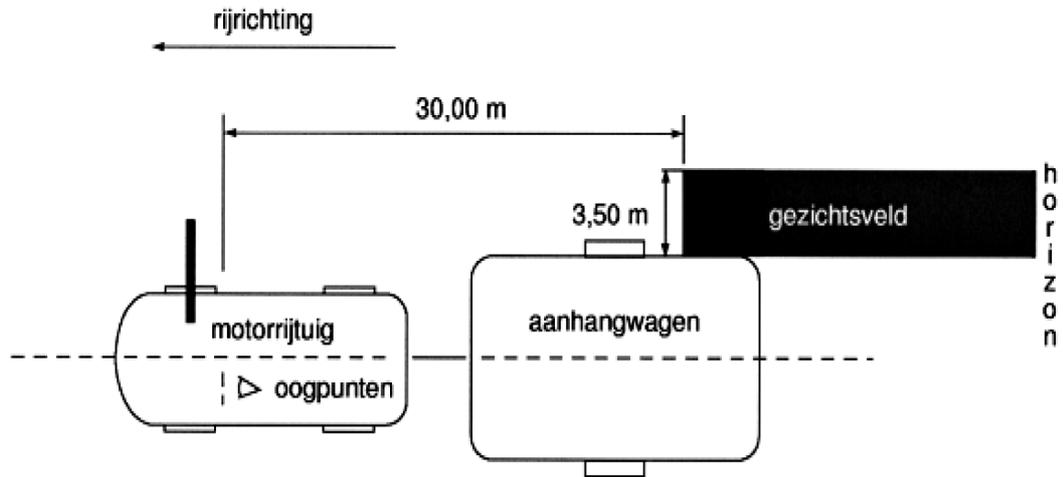 rijrichting
30,00 m
3,50 m
gezichtsveld
horizon
motorrijtuig
aanhangwagen
oogpunten